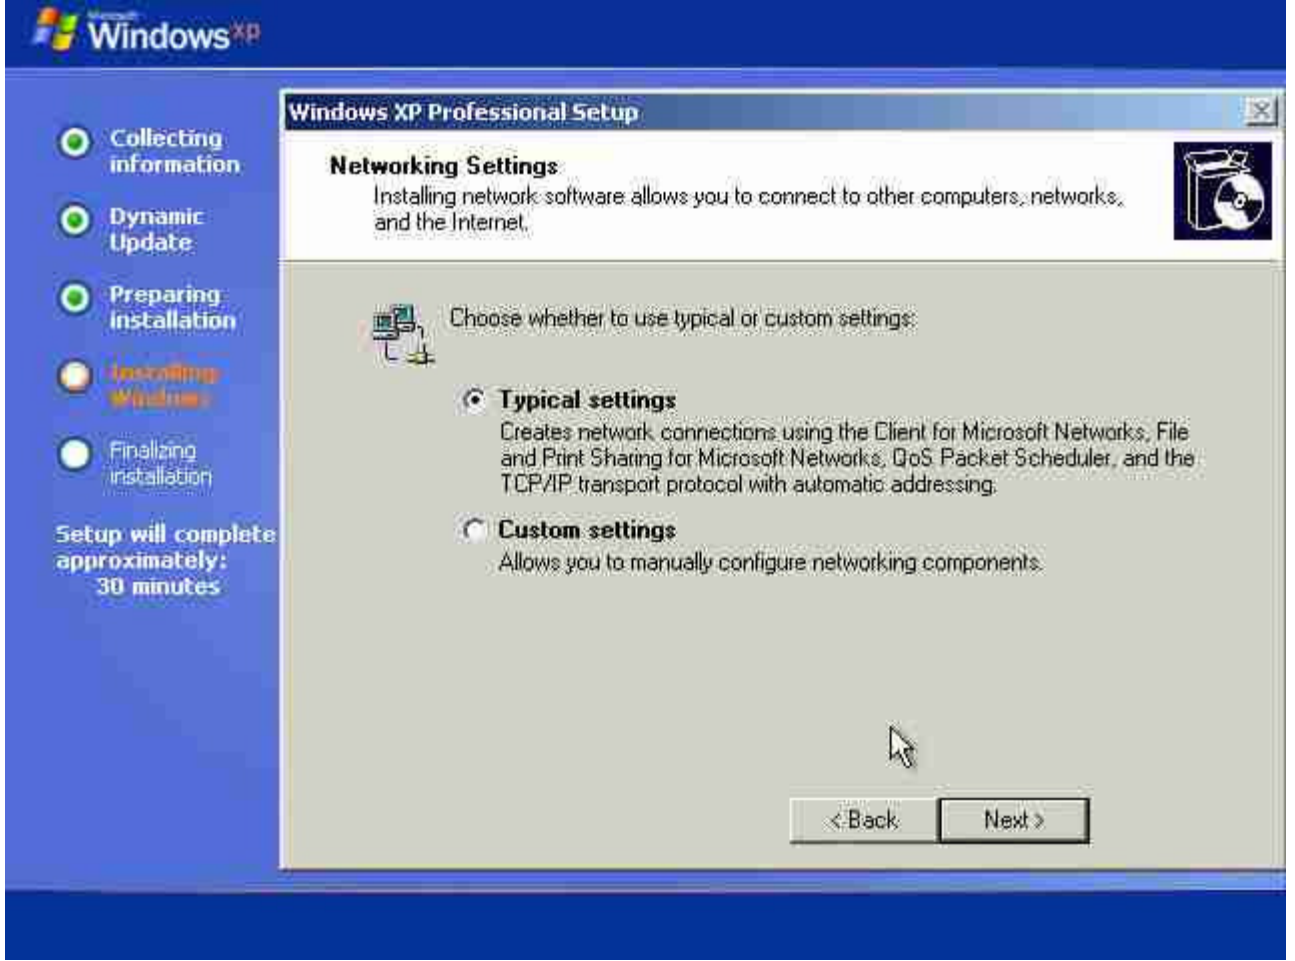 Microsoft
Windows xp
Collecting
information
Dynamic
Update
Preparing
installation
Installing
Windows
Finalizing
installation
Setup will complete
approximately:
30 minutes
Windows XP Professional Setup
Networking Settings
Installing network software allows you to connect to other computers, networks,
and the Internet.
Choose whether to use typical or custom settings:
Typical settings
Creates network connections using the Client for Microsoft Networks, File
and Print Sharing for Microsoft Networks, QoS Packet Scheduler, and the
TCP/IP transport protocol with automatic addressing.
Custom settings
Allows you to manually configure networking components.
< Back
Next >